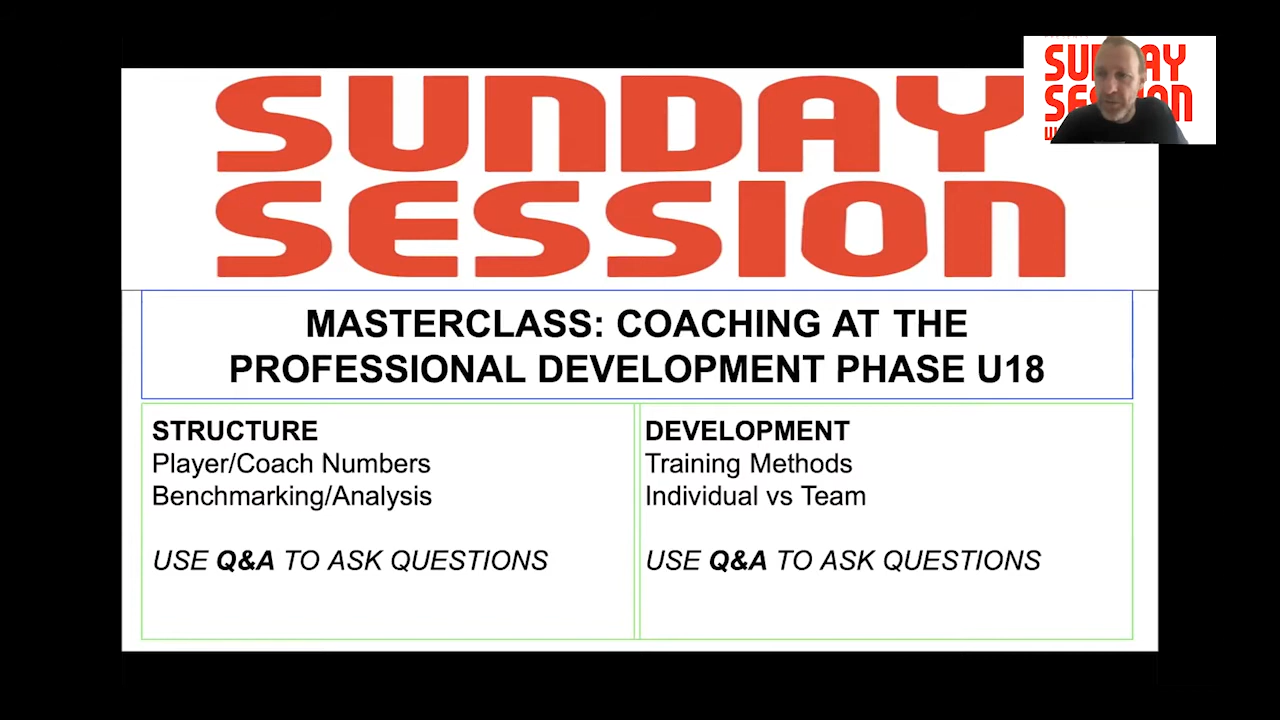 SUNDAY
SESSION
MASTERCLASS: COACHING AT THE
PROFESSIONAL DEVELOPMENT PHASE U18
STRUCTURE
Player/Coach Numbers
Benchmarking/Analysis
USE Q&A TO ASK QUESTIONS
DEVELOPMENT
Training Methods
Individual vs Team
USE Q&A TO ASK QUESTIONS